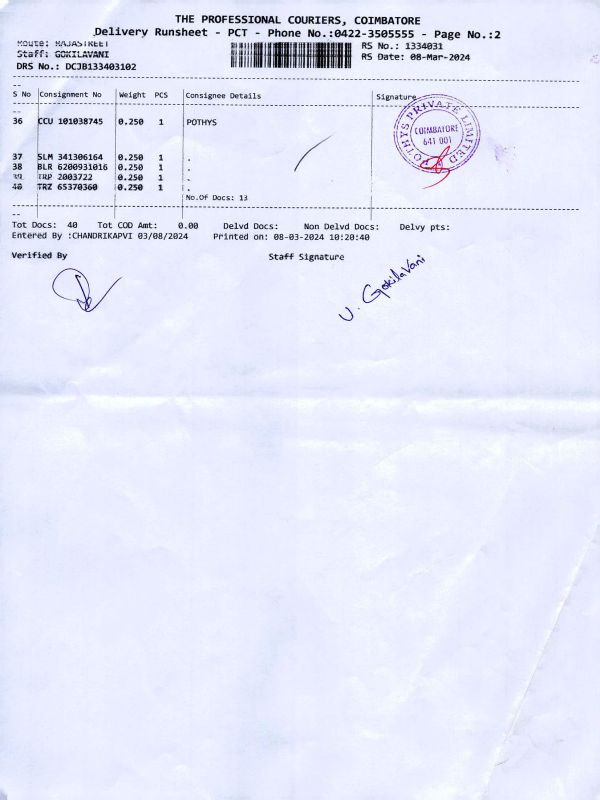 THE PROFESSIONAL COURIERS, COIMBATORE
Delivery Runsheet - PCT - Phone No.:0422-3505555 - Page No.:2
Route: RAJASTREET RS No.: 1334031
Staff: GOKILAVANI RS Date: 08-Mar-2024
DRS No.: DCJB133403102
S No Consignment No Weight PCS Consignee Details Signature
36 CCU 101038745 0.250 1 POTHYS
POTHYS PRIVATE LIMITED
COIMBATORE
641 001
37 SLM 341306164 0.250 1 .
38 BLR 6200931016 0.250 1 .
39 TRP 2003722 0.250 1 .
40 TRZ 65370360 0.250 1 .
No.Of Docs: 13
Tot Docs: 40 Tot COD Amt: 0.00 Delvd Docs: Non Delvd Docs: Delvy pts:
Entered By :CHANDRIKAPVI 03/08/2024 Printed on: 08-03-2024 10:20:40
Verified By Staff Signature
U. GokilaVani